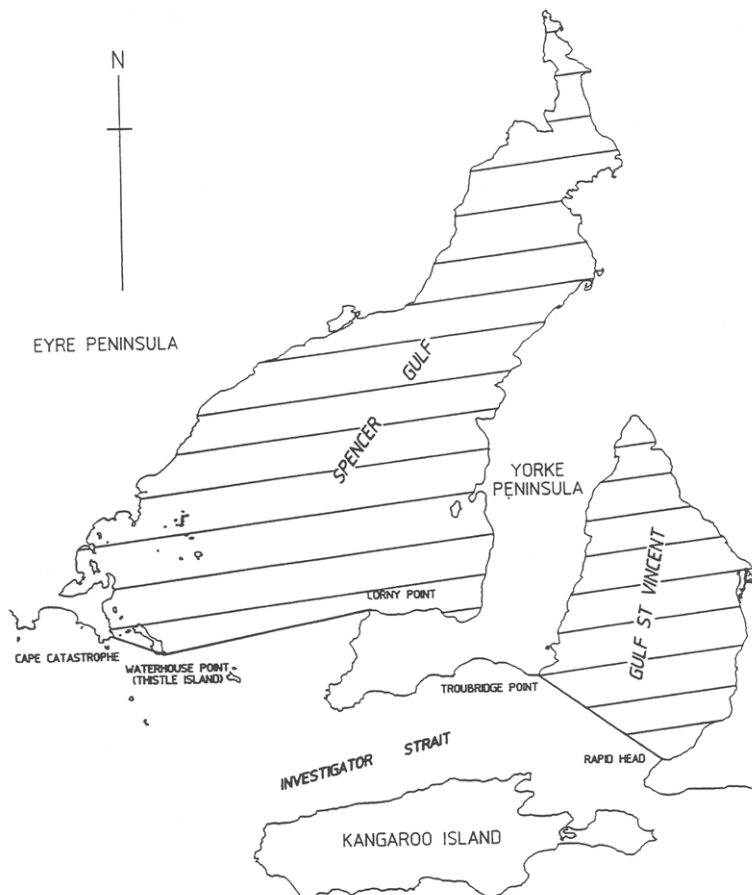 N
EYRE PENINSULA
SPENCER GULF
YORKE
PENINSULA
GULF ST VINCENT
CORNY POINT
CAPE CATASTROPHE
WATERHOUSE POINT
(THISTLE ISLAND)
TROUBRIDGE POINT
RAPID HEAD
INVESTIGATOR STRAIT
KANGAROO ISLAND